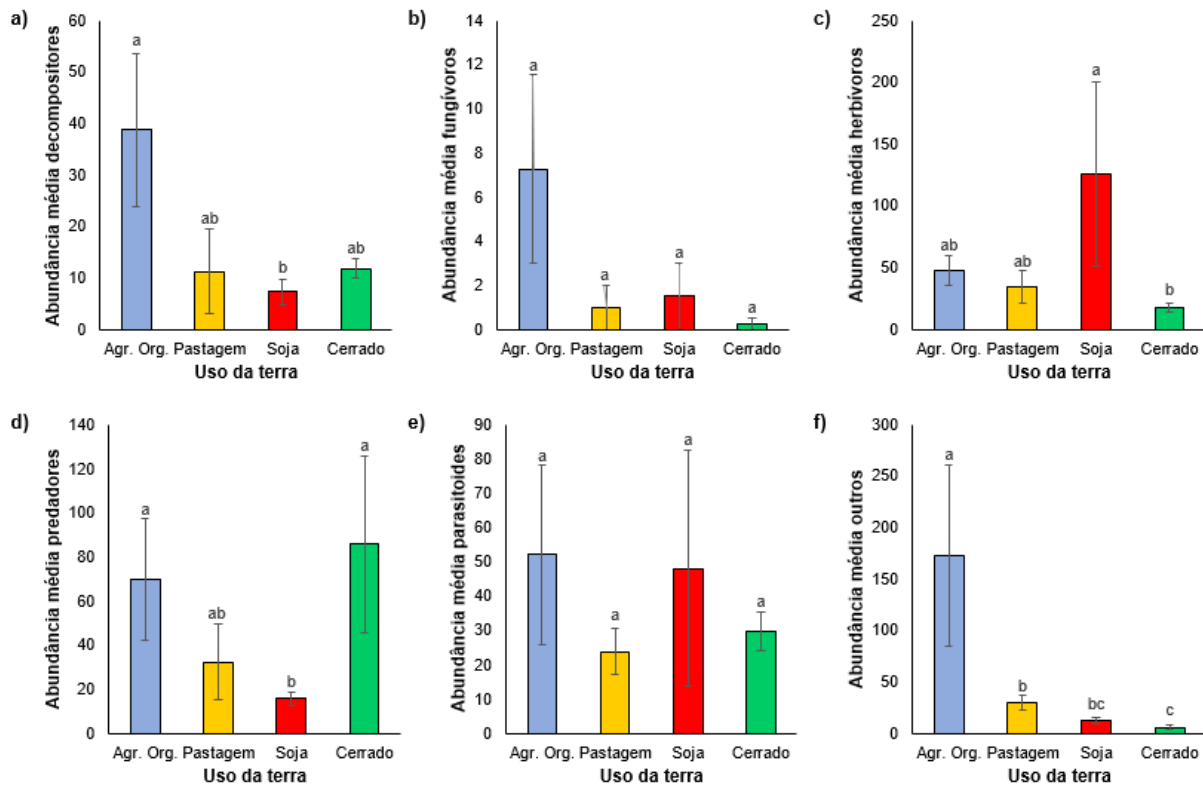 a)
Abundância média decompositores
60
50
40
30
20
10
0
a
ab
b
ab
Agr. Org. Pastagem Soja Cerrado
Uso da terra
b)
Abundância média fungívoros
14
12
10
8
6
4
2
0
a
a
a
a
Agr. Org. Pastagem Soja Cerrado
Uso da terra
c)
Abundância média herbívoros
250
200
150
100
50
0
ab
ab
a
b
Agr. Org. Pastagem Soja Cerrado
Uso da terra
d)
Abundância média predadores
140
120
100
80
60
40
20
0
a
ab
b
a
Agr. Org. Pastagem Soja Cerrado
Uso da terra
e)
Abundância média parasitoides
90
80
70
60
50
40
30
20
10
0
a
a
a
a
Agr. Org. Pastagem Soja Cerrado
Uso da terra
f)
Abundância média outros
300
250
200
150
100
50
0
a
b
bc
c
Agr. Org. Pastagem Soja Cerrado
Uso da terra